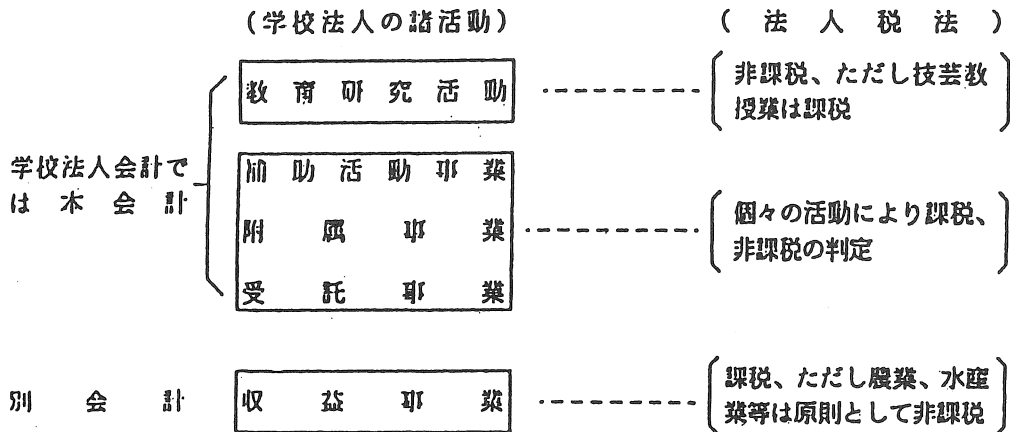 (学校法人の諸活動)
(法人税法)
教育研究活動
非課税、ただし技芸教
授業は課税
学校法人会計で
は本会計
補助活動事業
附属事業
受託事業
個々の活動により課税、
非課税の判定
別会計
収益事業
課税、ただし農業、水産
業等は原則として非課税